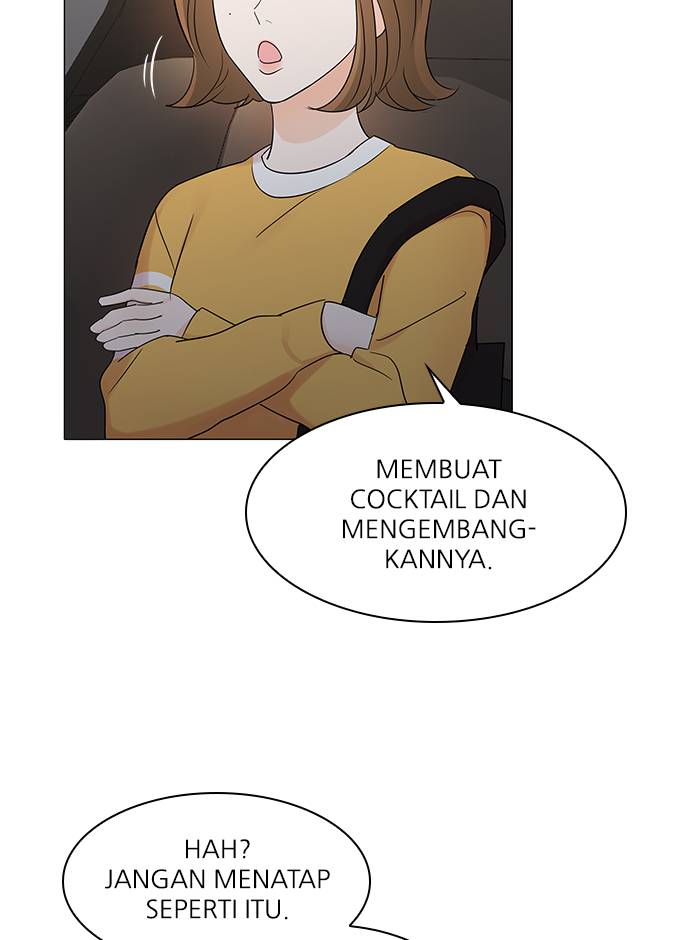 MEMBUAT
COCKTAIL DAN
MENGEMBANG-
KANNYA.
HAH?
JANGAN MENATAP
SEPERTI ITU.